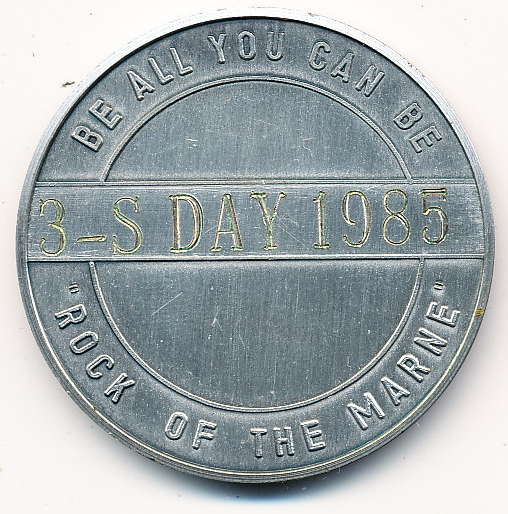 BE ALL YOU CAN BE
3-S DAY 1985
"ROCK OF THE MARNE"